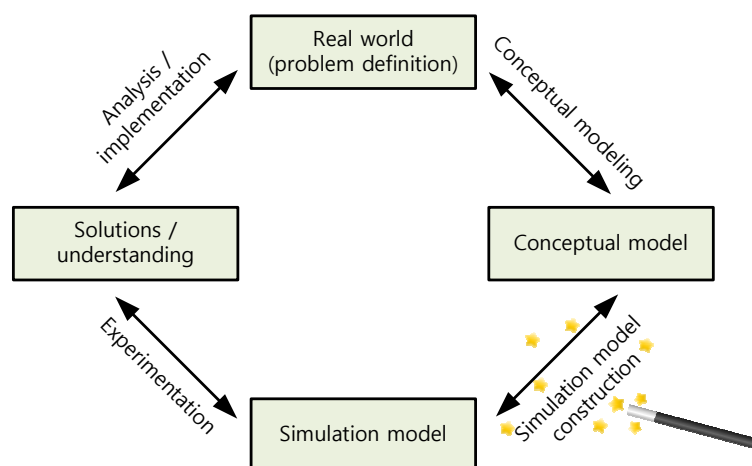 Real world
(problem definition)
Analysis /
implementation
Conceptual modeling
Solutions /
understanding
Conceptual model
Experimentation
Simulation model
construction
Simulation model